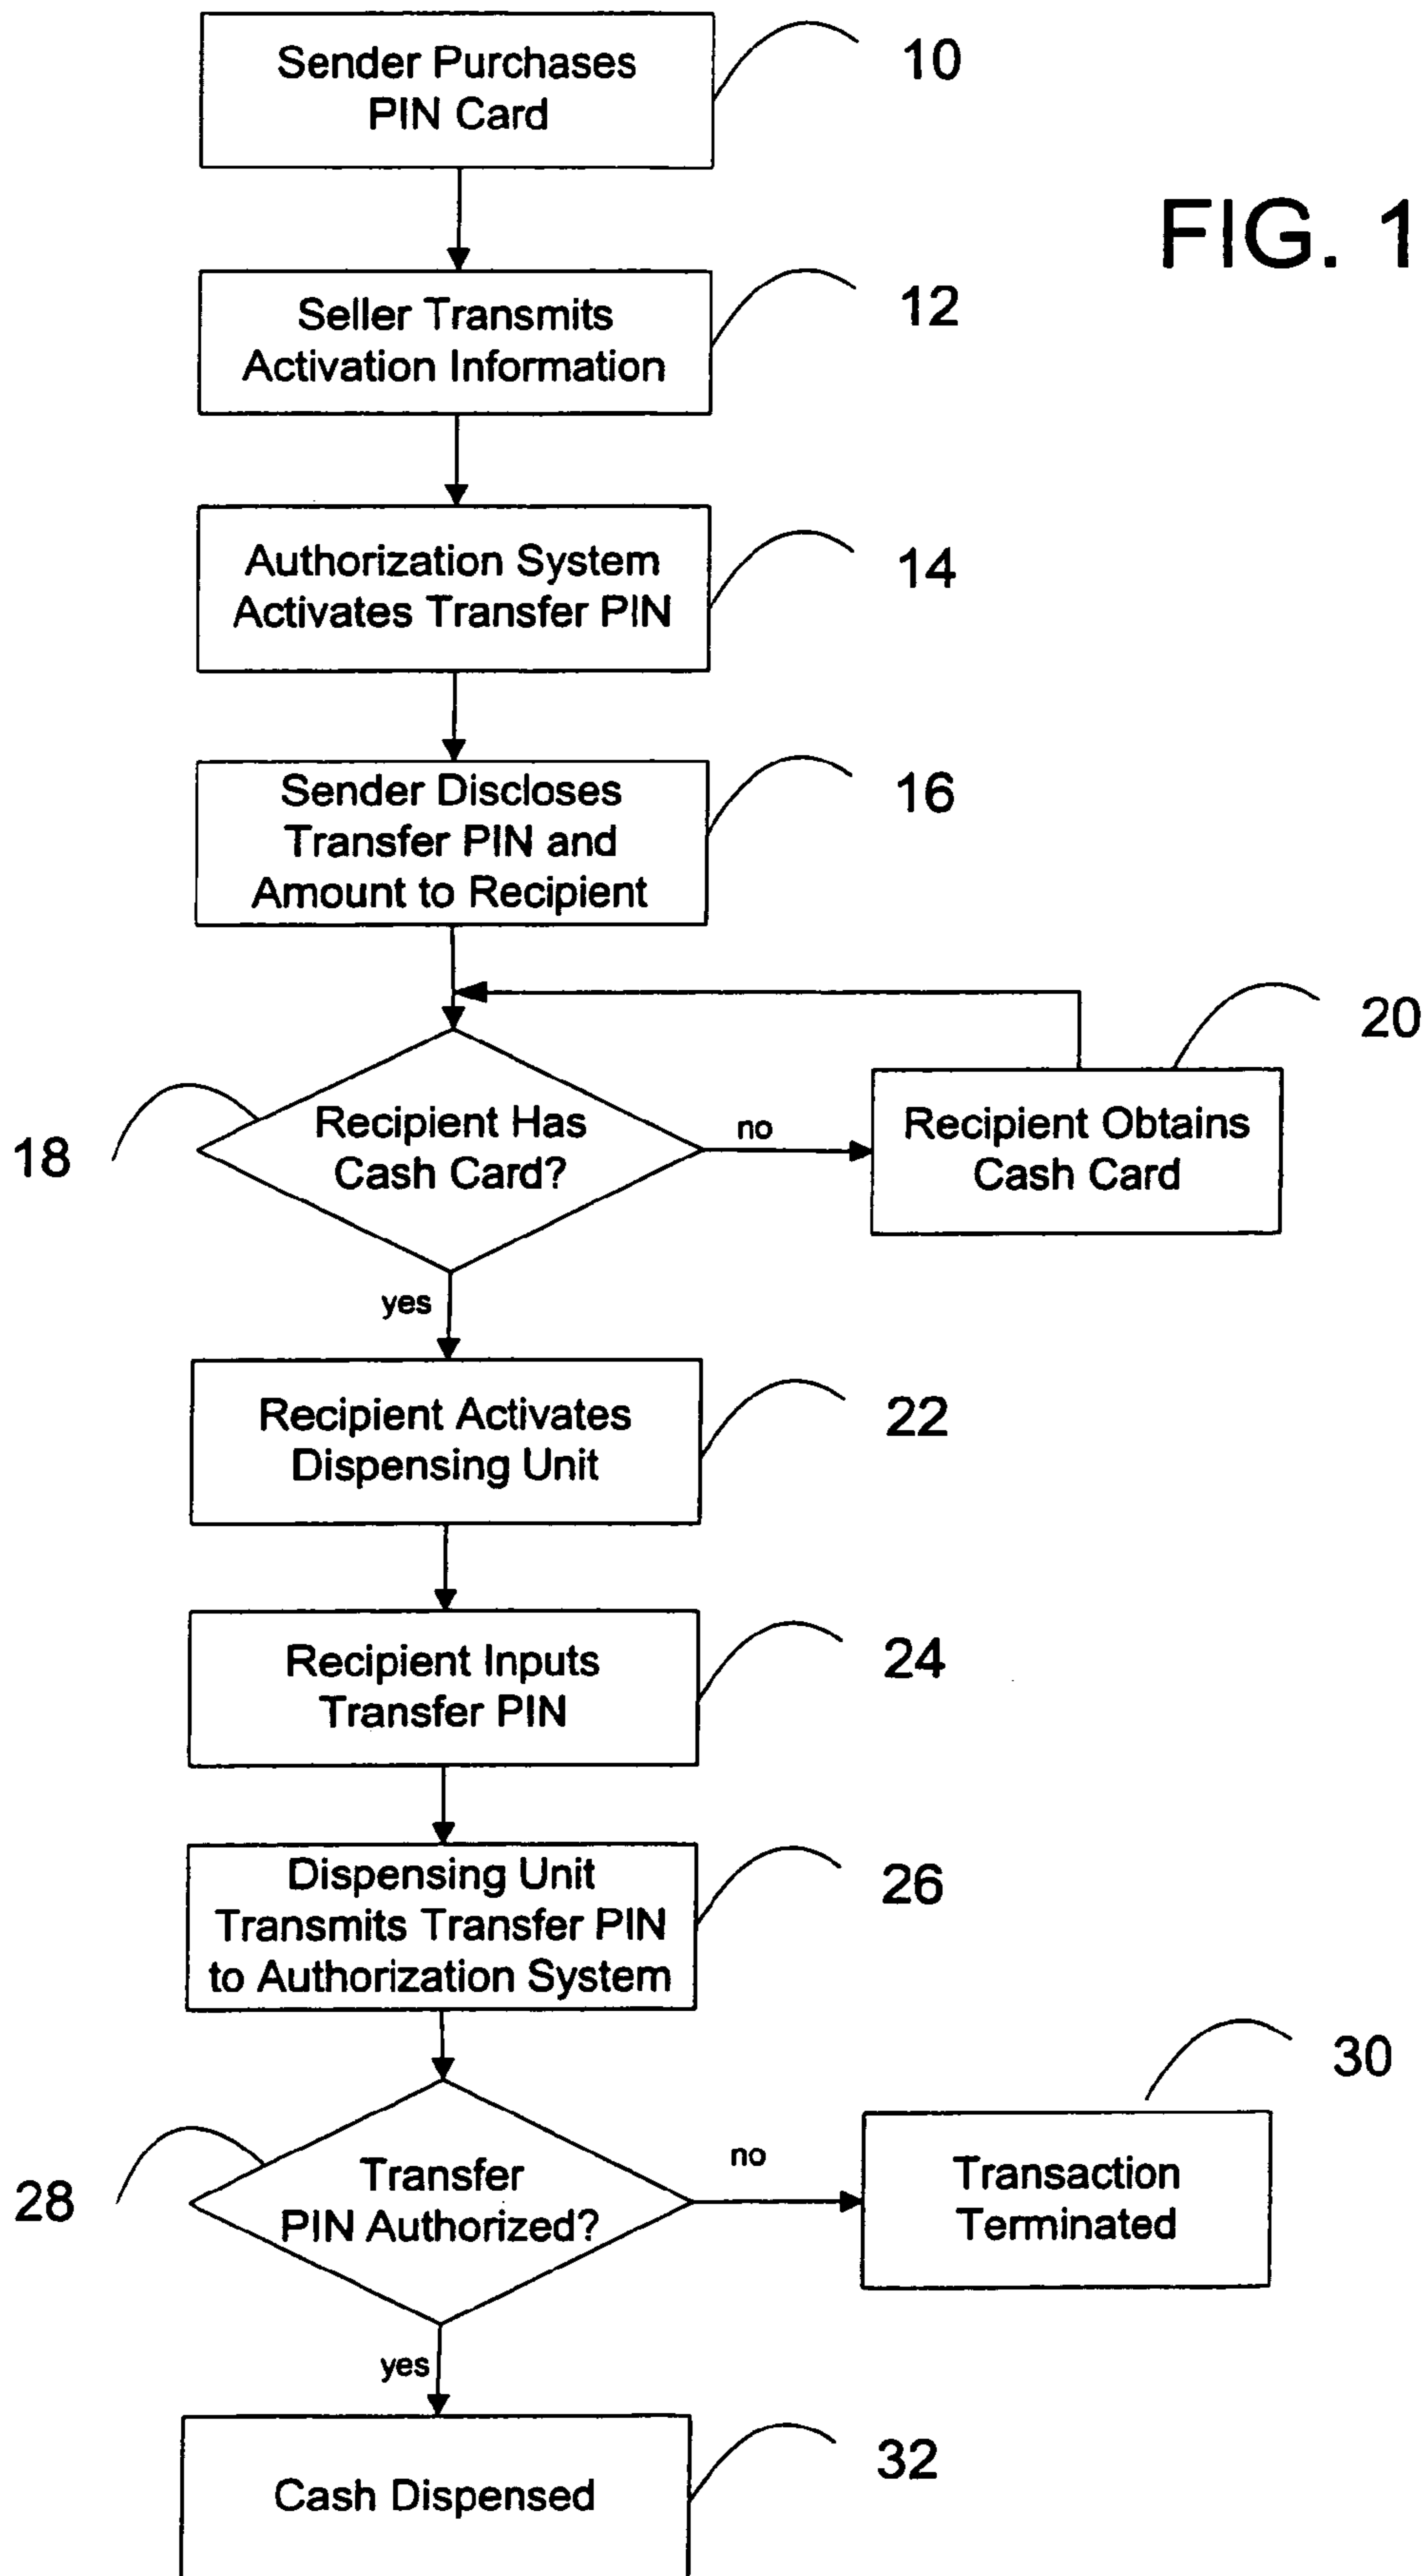 Sender Purchases
PIN Card
10
FIG. 1
Seller Transmits
Activation Information
12
Authorization System
Activates Transfer PIN
14
Sender Discloses
Transfer PIN and
Amount to Recipient
16
18
Recipient Has
Cash Card?
no
Recipient Obtains
Cash Card
20
yes
Recipient Activates
Dispensing Unit
22
Recipient Inputs
Transfer PIN
24
Dispensing Unit
Transmits Transfer PIN
to Authorization System
26
28
Transfer
PIN Authorized?
no
Transaction
Terminated
30
yes
Cash Dispensed
32